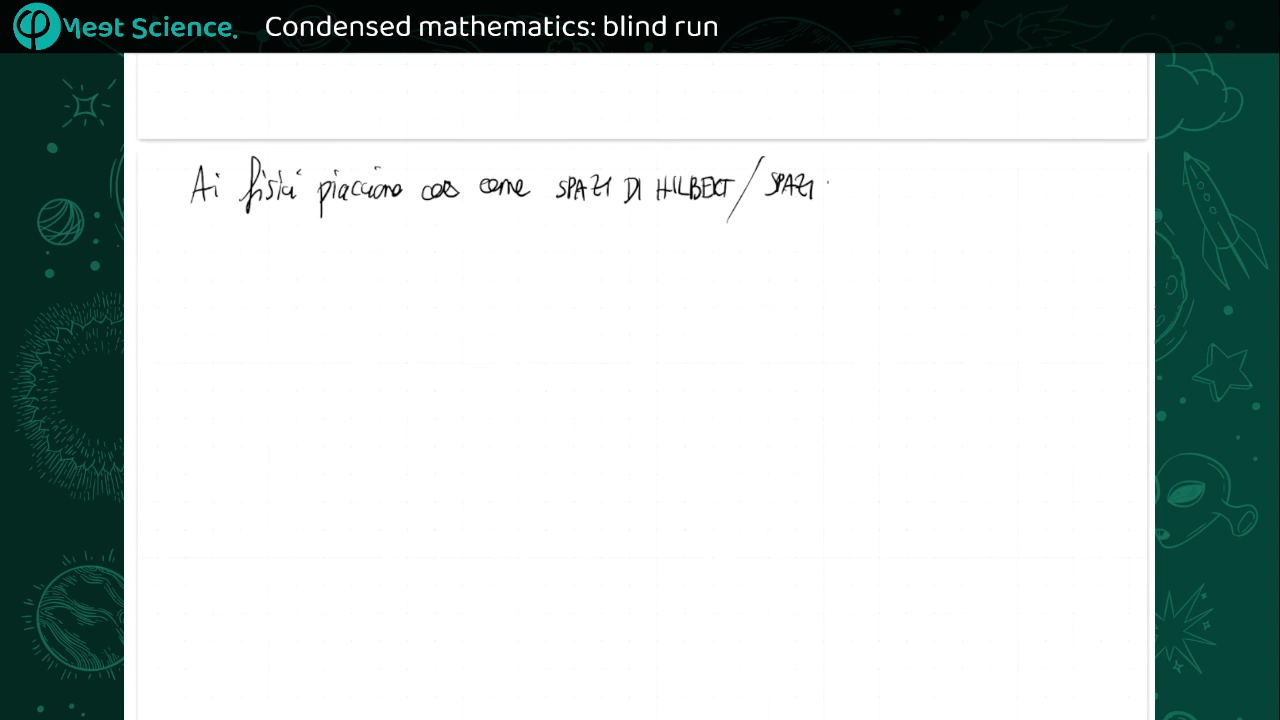 Meet Science.
Condensed mathematics: blind run
Ai fisici piacciono cose come SPAZI DI HILBERT / SPAZI